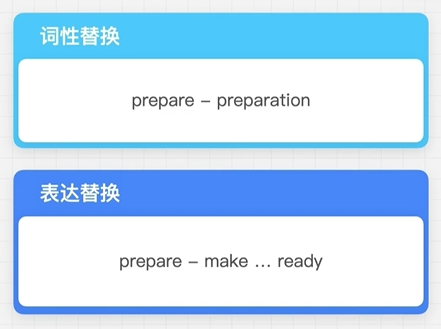 词性替换
prepare – preparation
表达替换
prepare – make … ready